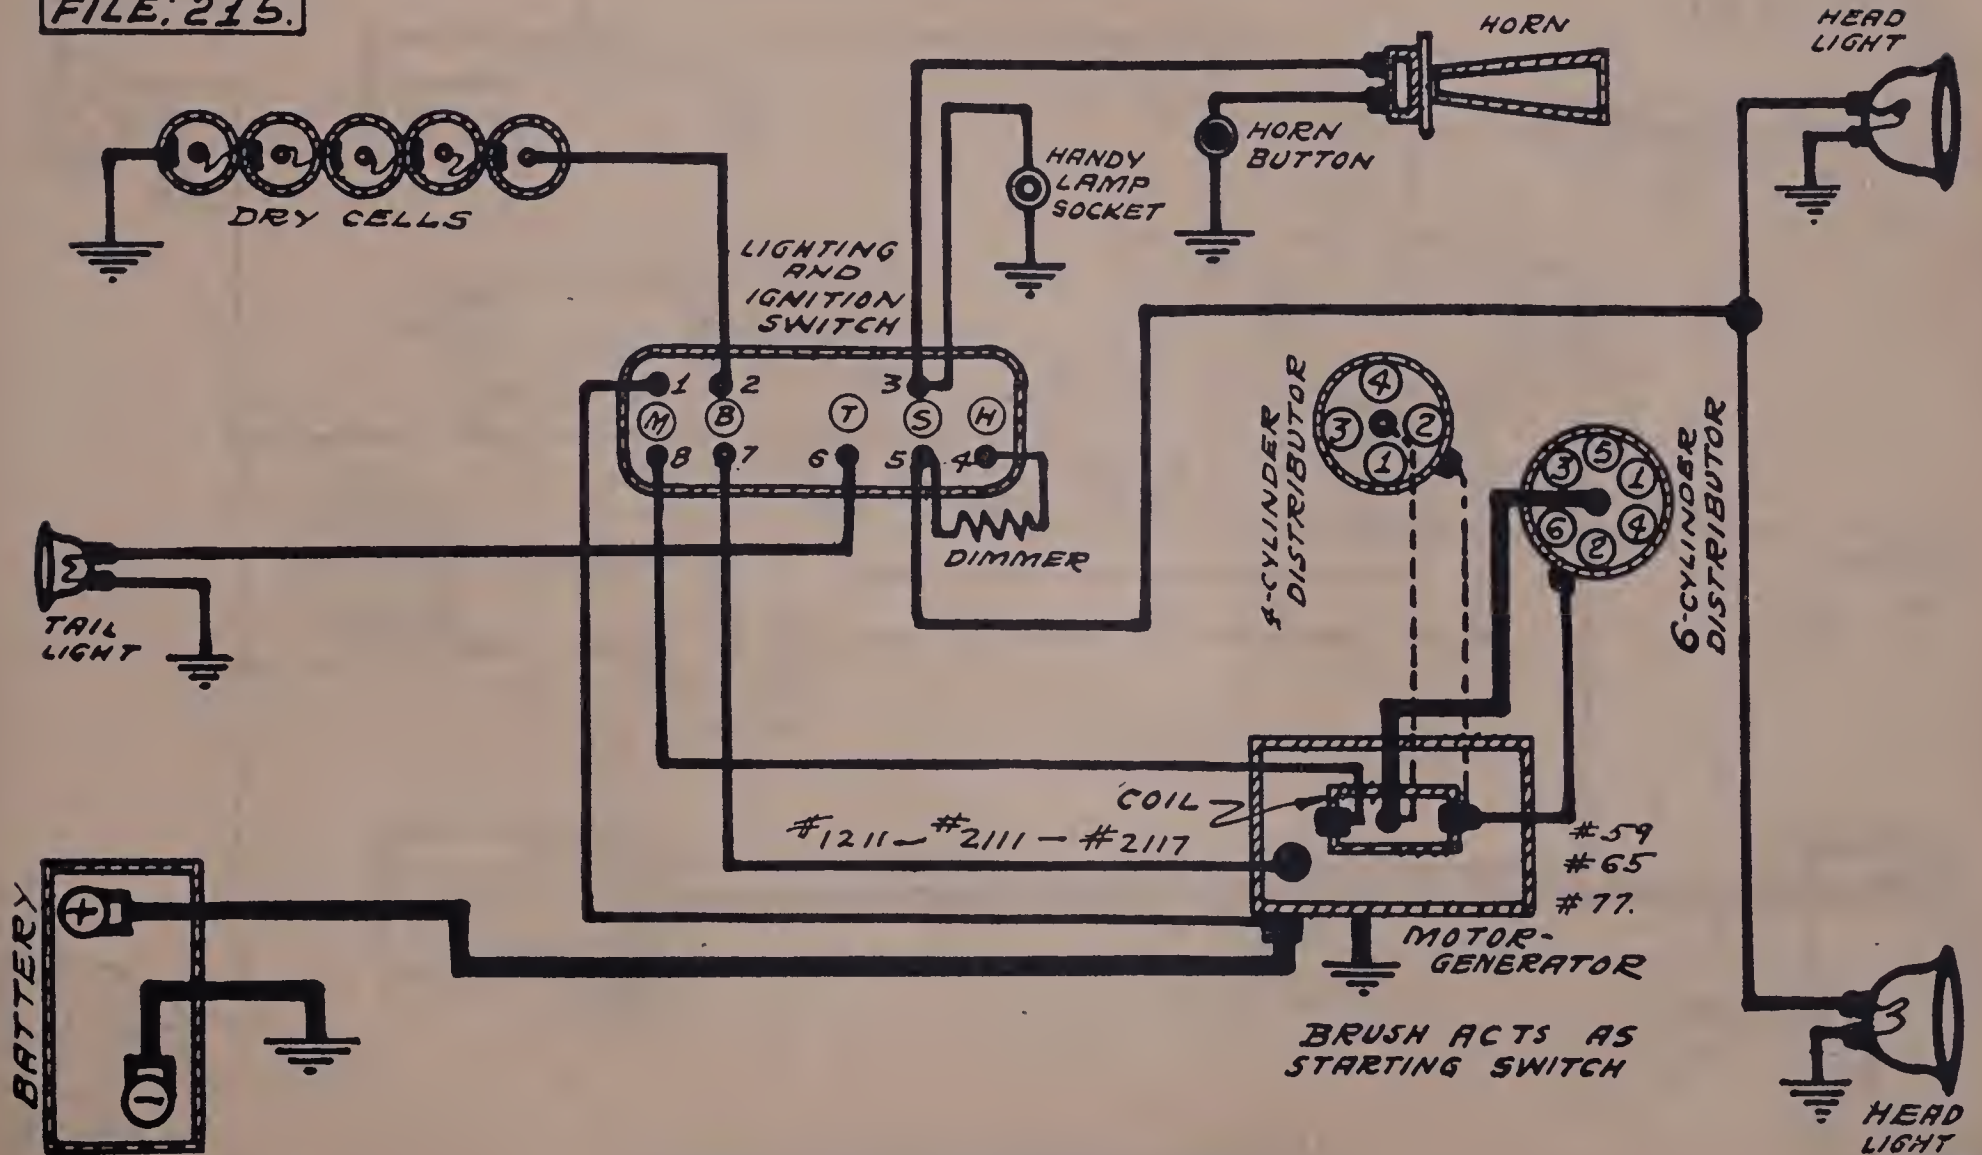 FILE: 215.
HORN
HEAD
LIGHT
HORN
BUTTON
HANDY
LAMP
SOCKET
DRY CELLS
LIGHTING
AND
IGNITION
SWITCH
1 2 3
M B T S H
8 7 6 5 4
DIMMER
4-CYLINDER
DISTRIBUTOR
4
3 2
1
6-CYLINDER
DISTRIBUTOR
5
3 1
6 4
2
TAIL
LIGHT
COIL
#1211-#2111-#2117
#59
#65
#77.
MOTOR-
GENERATOR
BATTERY
+
-
BRUSH ACTS AS
STARTING SWITCH
HEAD
LIGHT